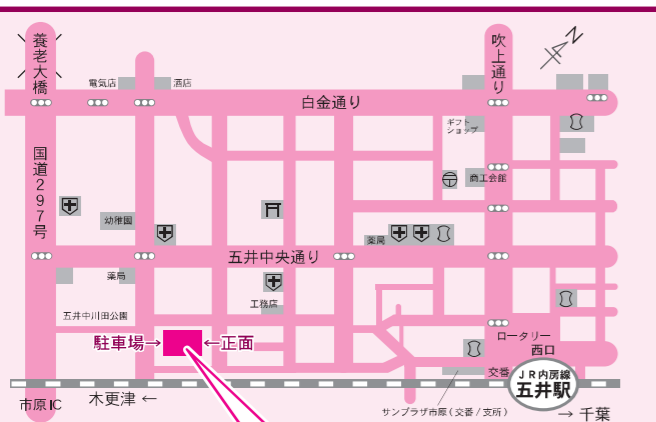 養老大橋
電気店
酒店
吹上通り
N
白金通り
ギフト
ショップ
国道297号
商工会館
幼稚園
薬局
五井中央通り
薬局
工務店
五井中川田公園
駐車場→
←正面
ロータリー
西口
交番
JR内房線
五井駅
市原IC
木更津 ←
サンプラザ市原(交番/支所)
→ 千葉